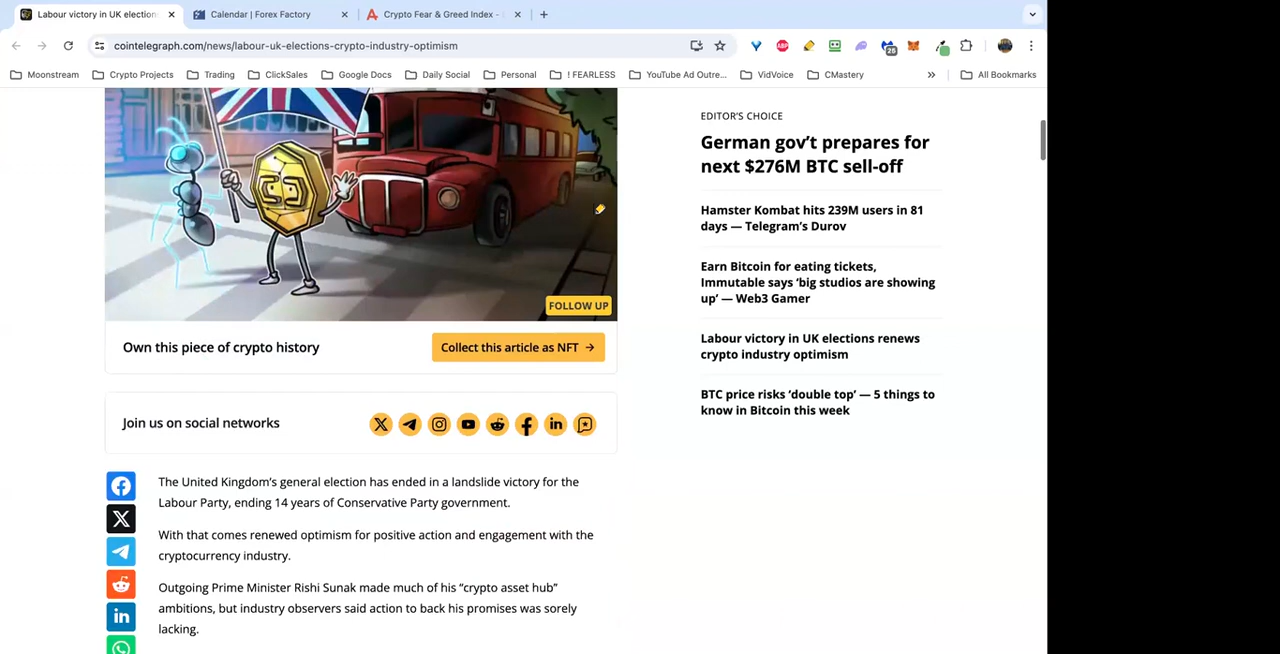 Labour victory in UK election
Calendar | Forex Factory
Crypto Fear & Greed Index -
cointelegraph.com/news/labour-uk-elections-crypto-industry-optimism
ABP
26
Moonstream
Crypto Projects
Trading
ClickSales
Google Docs
Daily Social
Personal
! FEARLESS
YouTube Ad Outre...
VidVoice
CMastery
»
All Bookmarks
FOLLOW UP
Own this piece of crypto history
Collect this article as NFT →
Join us on social networks
The United Kingdom’s general election has ended in a landslide victory for the
Labour Party, ending 14 years of Conservative Party government.
With that comes renewed optimism for positive action and engagement with the
cryptocurrency industry.
Outgoing Prime Minister Rishi Sunak made much of his “crypto asset hub”
ambitions, but industry observers said action to back his promises was sorely
lacking.
EDITOR’S CHOICE
German gov’t prepares for
next $276M BTC sell-off
Hamster Kombat hits 239M users in 81
days — Telegram’s Durov
Earn Bitcoin for eating tickets,
Immutable says ‘big studios are showing
up’ — Web3 Gamer
Labour victory in UK elections renews
crypto industry optimism
BTC price risks ‘double top’ — 5 things to
know in Bitcoin this week